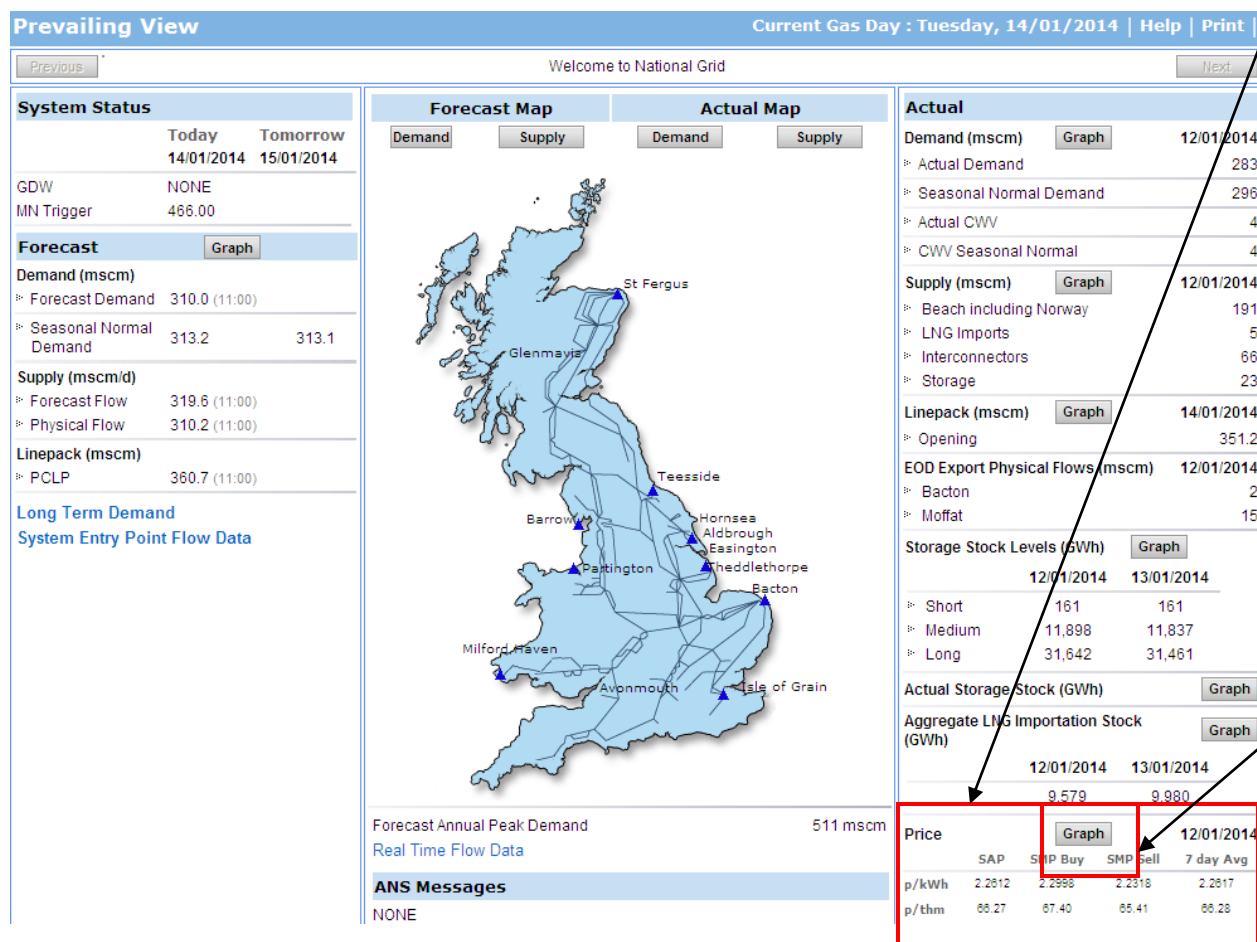 Prevailing View
Current Gas Day : Tuesday, 14/01/2014 | Help | Print |
Previous
Welcome to National Grid
Next
System Status
Today Tomorrow
14/01/2014 15/01/2014
GDW NONE
MN Trigger 466.00
Forecast Graph
Demand (mscm)
Forecast Demand 310.0 (11:00)
Seasonal Normal
Demand 313.2 313.1
Supply (mscm/d)
Forecast Flow 319.6 (11:00)
Physical Flow 310.2 (11:00)
Linepack (mscm)
PCLP 360.7 (11:00)
Long Term Demand
System Entry Point Flow Data
Forecast Map Actual Map
Demand Supply Demand Supply
St Fergus
Glenmavis
Teesside
Barrow
Hornsea
Aldbrough
Easington
Partington
Theddlethorpe
Bacton
Milford Haven
Avonmouth
Isle of Grain
Forecast Annual Peak Demand 511 mscm
Real Time Flow Data
ANS Messages
NONE
Actual
Demand (mscm) Graph 12/01/2014
Actual Demand 283
Seasonal Normal Demand 296
Actual CWV 4
CWV Seasonal Normal 4
Supply (mscm) Graph 12/01/2014
Beach including Norway 191
LNG Imports 5
Interconnectors 66
Storage 23
Linepack (mscm) Graph 14/01/2014
Opening 351.2
EOD Export Physical Flows (mscm) 12/01/2014
Bacton 2
Moffat 15
Storage Stock Levels (GWh) Graph
12/01/2014 13/01/2014
Short 161 161
Medium 11,898 11,837
Long 31,642 31,461
Actual Storage Stock (GWh) Graph
Aggregate LNG Importation Stock
(GWh) Graph
12/01/2014 13/01/2014
9,579 9,980
Price Graph 12/01/2014
SAP SMP Buy SMP Sell 7 day Avg
p/kWh 2.2612 2.2998 2.2318 2.2617
p/thm 66.27 67.40 65.41 66.28